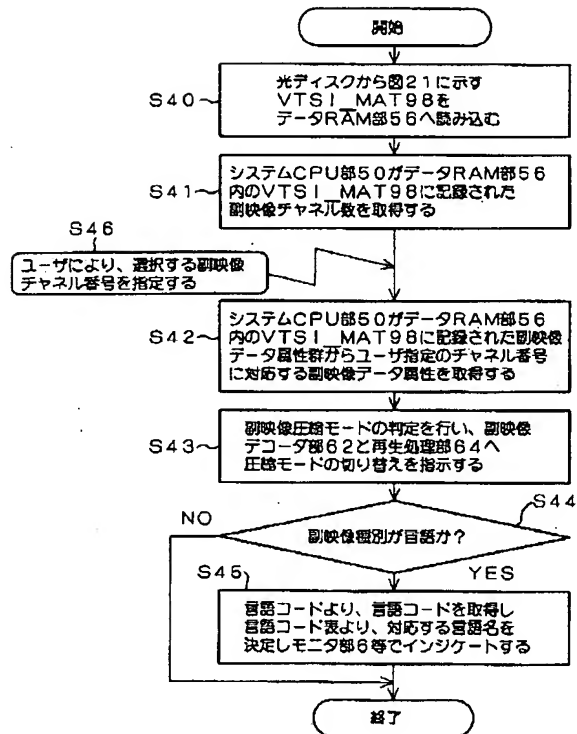 開始
S40
光ディスクから図21に示す
VTSI_MAT98を
データRAM部56へ読み込む
S41
システムCPU部50がデータRAM部56
内のVTSI_MAT98に記録された
副映像チャネル数を取得する
S46
ユーザにより、選択する副映像
チャネル番号を指定する
S42
システムCPU部50がデータRAM部56
内のVTSI_MAT98に記録された副映像
データ属性群からユーザ指定のチャネル番号
に対応する副映像データ属性を取得する
S43
副映像圧縮モードの判定を行い、副映像
デコーダ部62と再生処理部64へ
圧縮モードの切り替えを指示する
S44
NO
副映像種別が言語か？
S45
YES
言語コードより、言語コードを取得し
言語コード表より、対応する言語名を
決定しモニタ部6等でインジケートする
終了